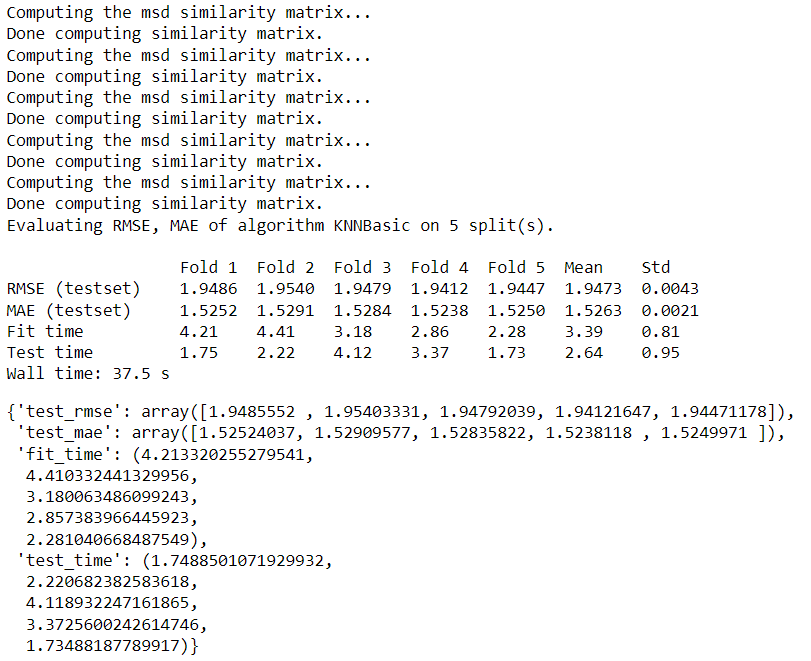 Computing the msd similarity matrix...
Done computing similarity matrix.
Computing the msd similarity matrix...
Done computing similarity matrix.
Computing the msd similarity matrix...
Done computing similarity matrix.
Computing the msd similarity matrix...
Done computing similarity matrix.
Computing the msd similarity matrix...
Done computing similarity matrix.
Evaluating RMSE, MAE of algorithm KNNBasic on 5 split(s).
                  Fold 1  Fold 2  Fold 3  Fold 4  Fold 5  Mean    Std
RMSE (testset)    1.9486  1.9540  1.9479  1.9412  1.9447  1.9473  0.0043
MAE (testset)     1.5252  1.5291  1.5284  1.5238  1.5250  1.5263  0.0021
Fit time          4.21    4.41    3.18    2.86    2.28    3.39    0.81
Test time         1.75    2.22    4.12    3.37    1.73    2.64    0.95
Wall time: 37.5 s
{'test_rmse': array([1.9485552 , 1.95403331, 1.94792039, 1.94121647, 1.94471178]),
 'test_mae': array([1.52524037, 1.52909577, 1.52835822, 1.5238118 , 1.5249971 ]),
 'fit_time': (4.213320255279541,
  4.410332441329956,
  3.180063486099243,
  2.857383966445923,
  2.281040668487549),
 'test_time': (1.7488501071929932,
  2.220682382583618,
  4.118932247161865,
  3.3725600242614746,
  1.73488187789917)}